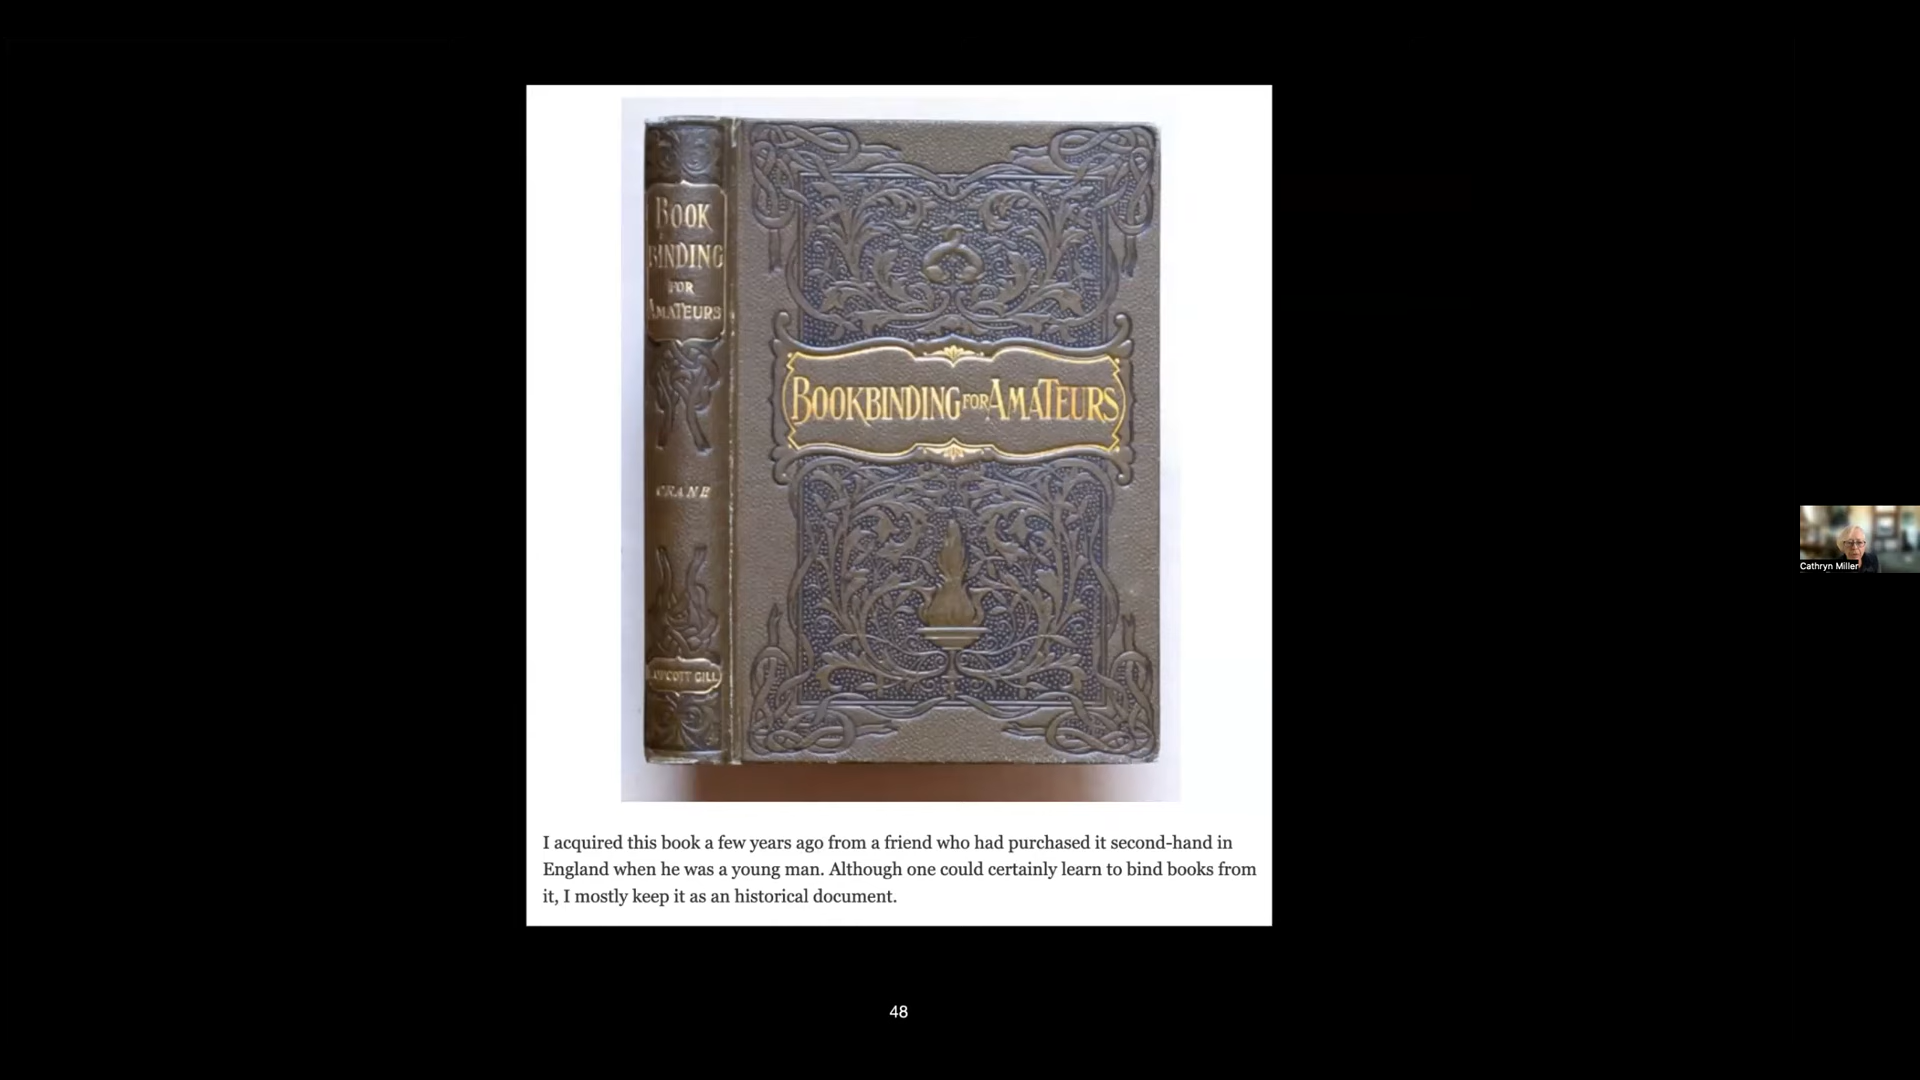 BOOK
BINDING
FOR
AMATEURS
BOOKBINDING FOR AMATEURS
CRANE
GILL
I acquired this book a few years ago from a friend who had purchased it second-hand in
England when he was a young man. Although one could certainly learn to bind books from
it, I mostly keep it as an historical document.
48
Cathryn Miller